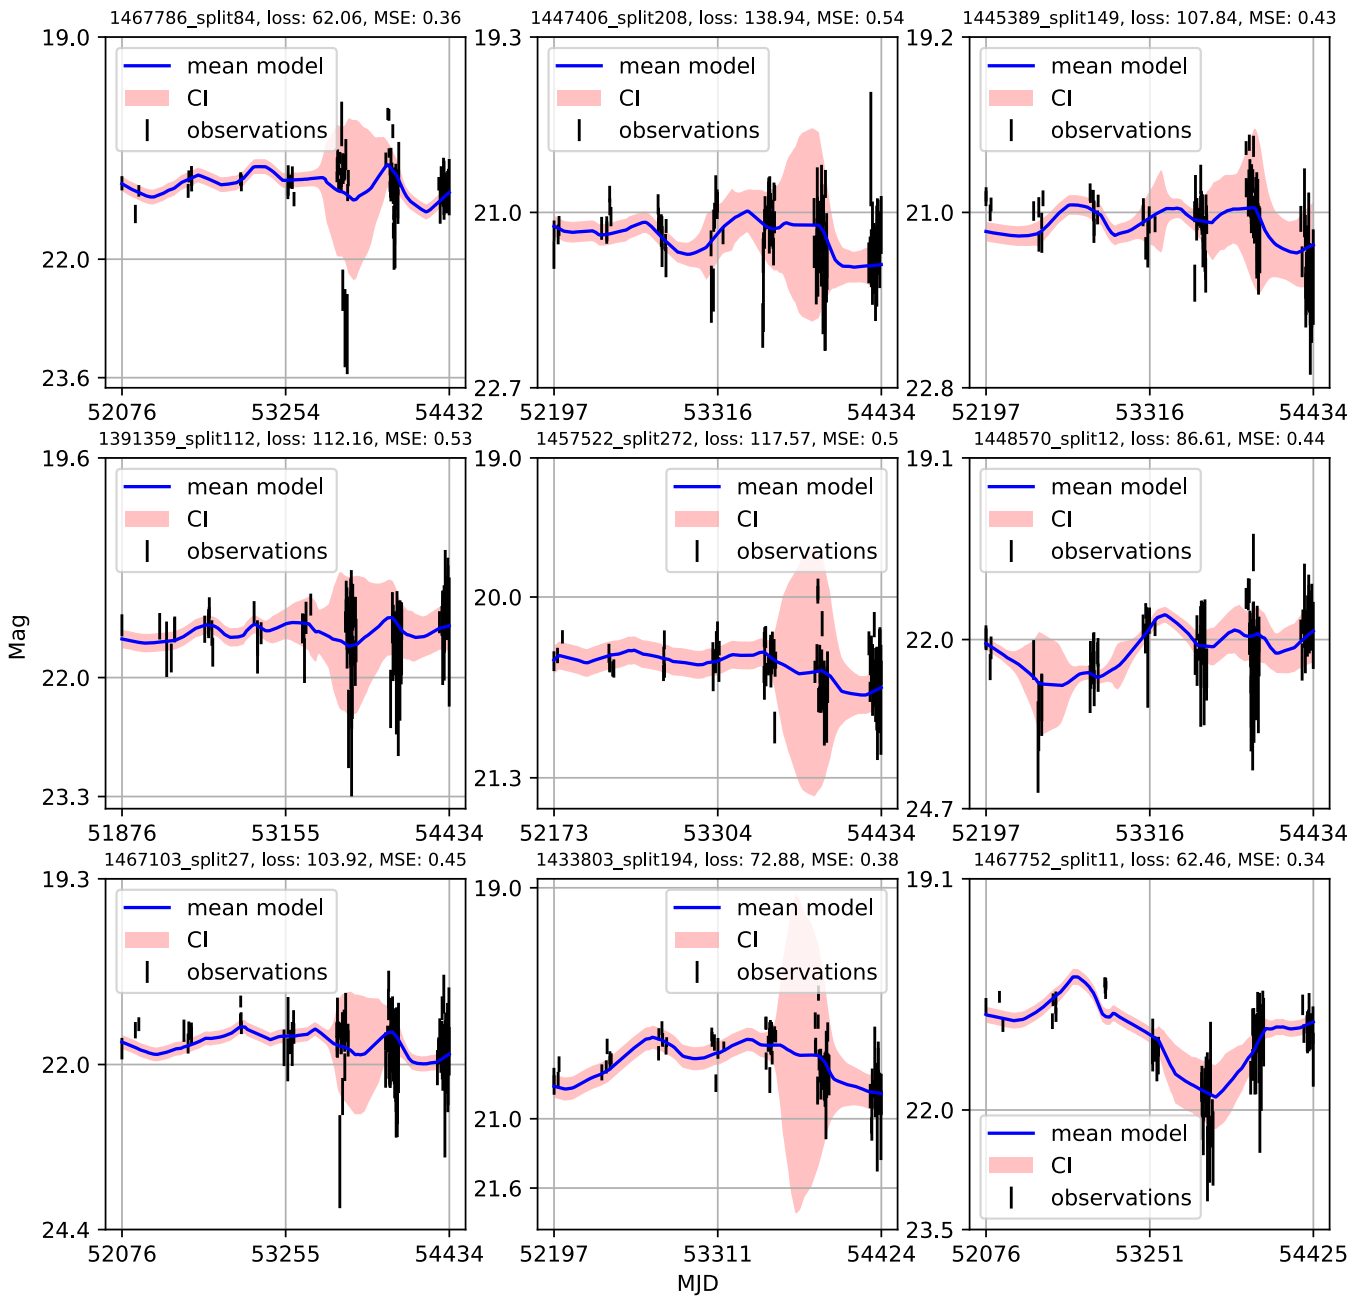 1467786_split84, loss: 62.06, MSE: 0.36
19.0
22.0
23.6
mean model
CI
observations
52076
53254
54432
1447406_split208, loss: 138.94, MSE: 0.54
19.3
21.0
22.7
mean model
CI
observations
52197
53316
54434
1445389_split149, loss: 107.84, MSE: 0.43
19.2
21.0
22.8
mean model
CI
observations
52197
53316
54434
1391359_split112, loss: 112.16, MSE: 0.53
19.6
22.0
23.3
mean model
CI
observations
51876
53155
54434
1457522_split272, loss: 117.57, MSE: 0.5
19.0
20.0
21.3
mean model
CI
observations
52173
53304
54434
1448570_split12, loss: 86.61, MSE: 0.44
19.1
22.0
24.7
mean model
CI
observations
52197
53316
54434
Mag
1467103_split27, loss: 103.92, MSE: 0.45
19.3
22.0
24.4
mean model
CI
observations
52076
53255
54434
1433803_split194, loss: 72.88, MSE: 0.38
19.0
21.0
21.6
mean model
CI
observations
52197
53311
54424
1467752_split11, loss: 62.46, MSE: 0.34
19.1
22.0
23.5
mean model
CI
observations
52076
53251
54425
MJD